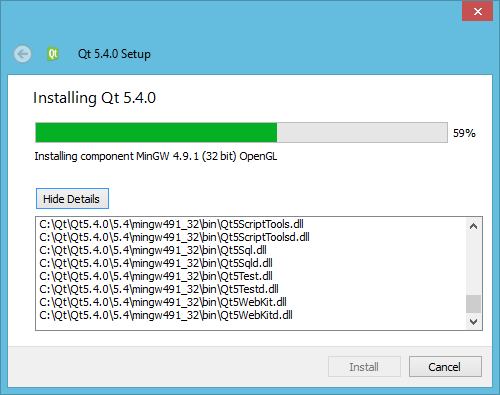 Qt Qt 5.4.0 Setup
Installing Qt 5.4.0
59%
Installing component MinGW 4.9.1 (32 bit) OpenGL
Hide Details
C:\Qt\Qt5.4.0\5.4\mingw491_32\bin\Qt5ScriptTools.dll
C:\Qt\Qt5.4.0\5.4\mingw491_32\bin\Qt5ScriptToolsd.dll
C:\Qt\Qt5.4.0\5.4\mingw491_32\bin\Qt5Sql.dll
C:\Qt\Qt5.4.0\5.4\mingw491_32\bin\Qt5Sqld.dll
C:\Qt\Qt5.4.0\5.4\mingw491_32\bin\Qt5Test.dll
C:\Qt\Qt5.4.0\5.4\mingw491_32\bin\Qt5Testd.dll
C:\Qt\Qt5.4.0\5.4\mingw491_32\bin\Qt5WebKit.dll
C:\Qt\Qt5.4.0\5.4\mingw491_32\bin\Qt5WebKitd.dll
Install Cancel